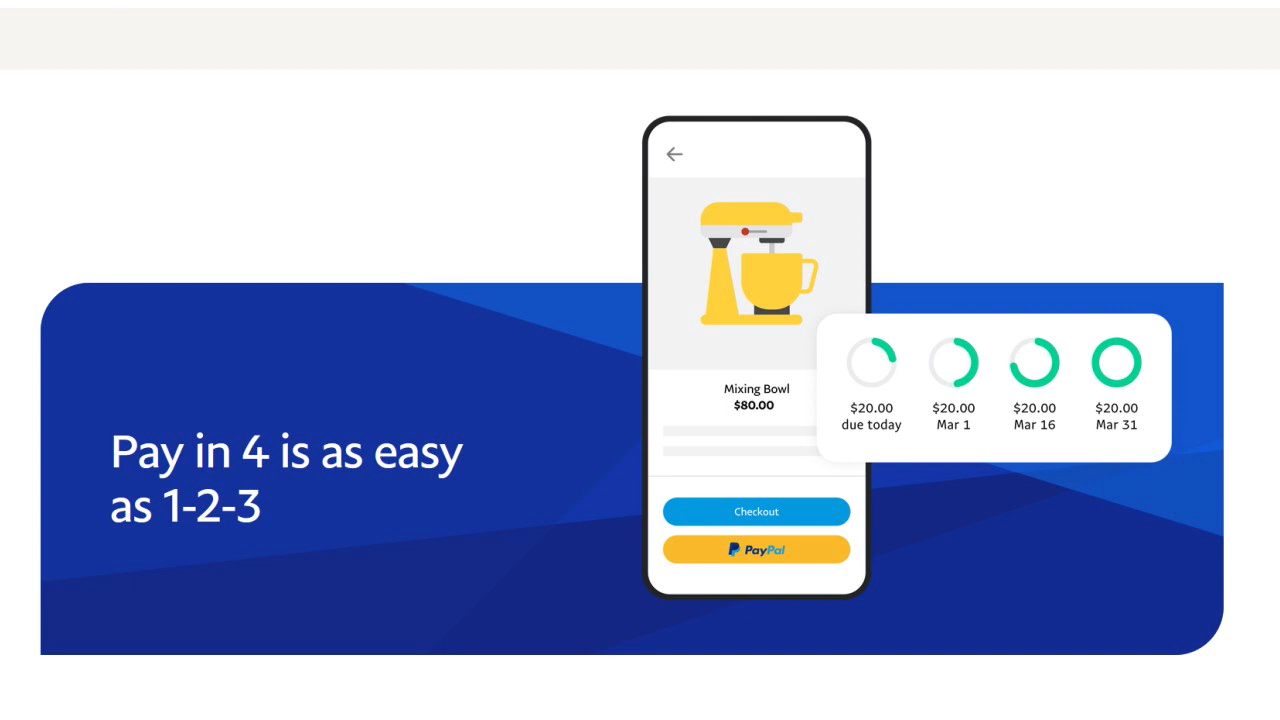 Pay in 4 is as easy
as 1-2-3
Mixing Bowl
$80.00
$20.00
due today
$20.00
Mar 1
$20.00
Mar 16
$20.00
Mar 31
Checkout
PayPal